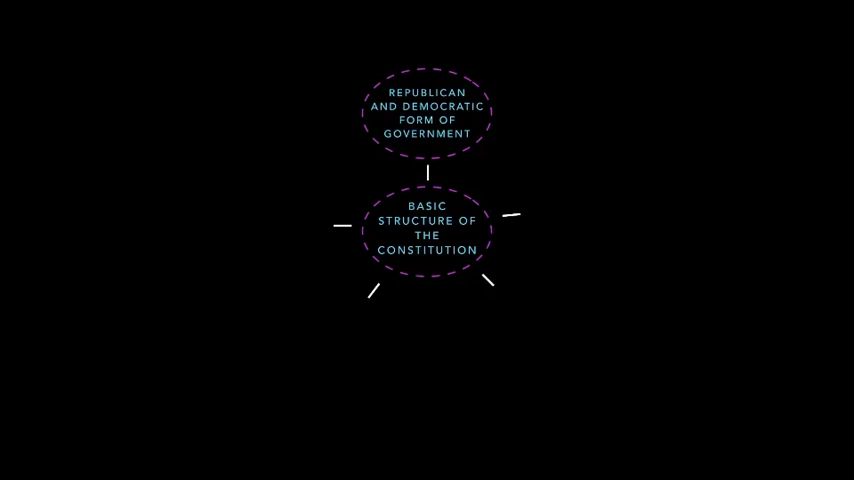 REPUBLICAN
AND DEMOCRATIC
FORM OF
GOVERNMENT
BASIC
STRUCTURE OF
THE
CONSTITUTION